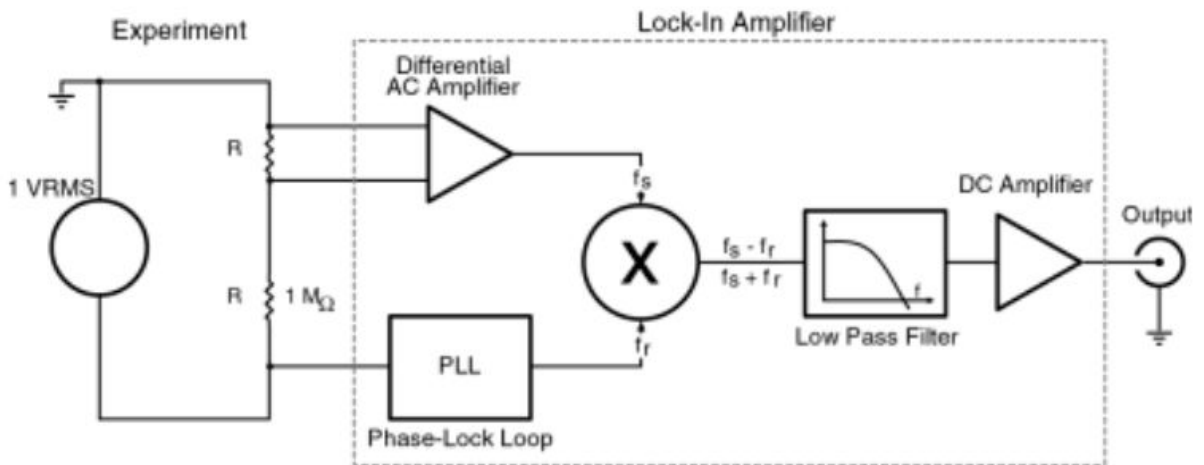 Experiment
Lock-In Amplifier
Differential
AC Amplifier
R
1 VRMS
fs
DC Amplifier
Output
X
fs - fr
fs + fr
f
R
1 MΩ
Low Pass Filter
fr
PLL
Phase-Lock Loop